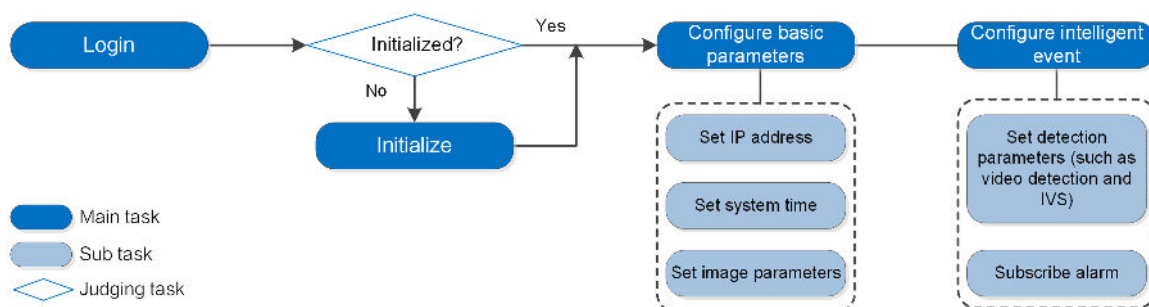 Login
Initialized?
Yes
No
Initialize
Configure basic
parameters
Set IP address
Set system time
Set image parameters
Configure intelligent
event
Set detection
parameters (such as
video detection and
IVS)
Subscribe alarm
Main task
Sub task
Judging task